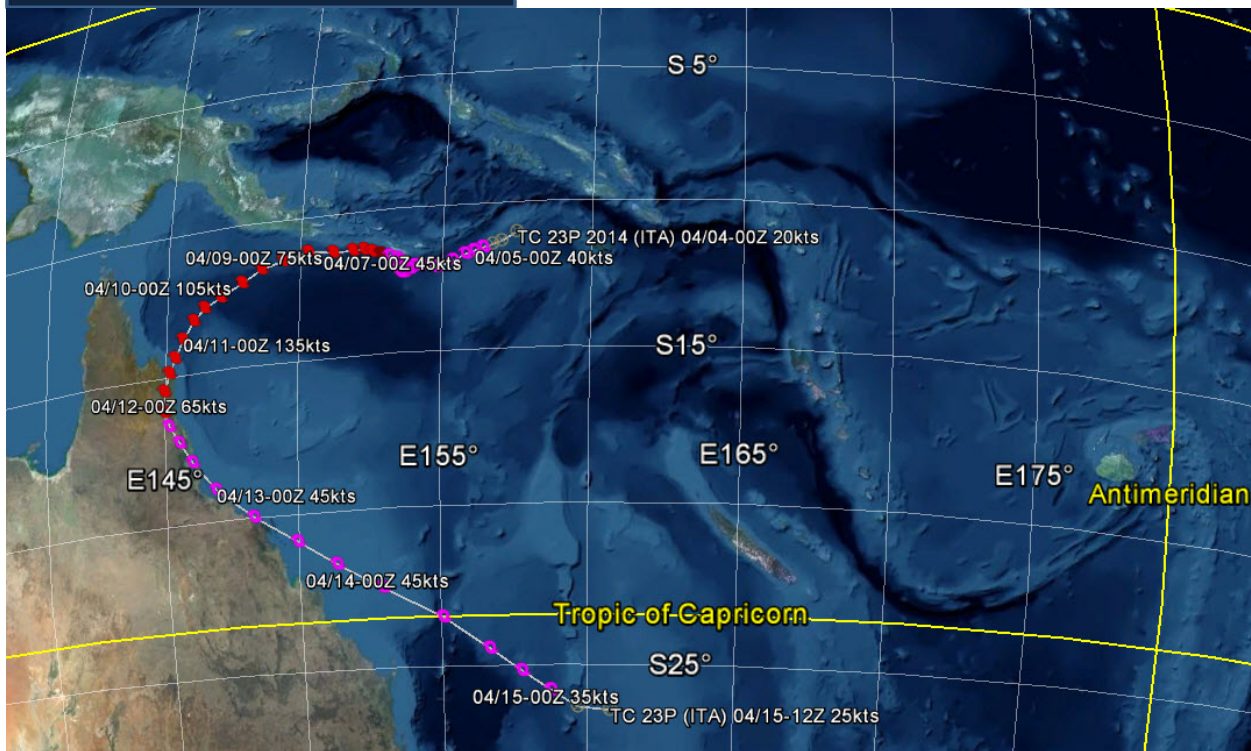 S 5°
TC 23P 2014 (ITA) 04/04-00Z 20kts
04/09-00Z 75kts
04/07-00Z 45kts
04/05-00Z 40kts
04/10-00Z 105kts
04/11-00Z 135kts
S15°
04/12-00Z 65kts
E155°
E165°
E145°
E175°
Antimeridian
04/13-00Z 45kts
04/14-00Z 45kts
Tropic of Capricorn
S25°
04/15-00Z 35kts
TC 23P (ITA) 04/15-12Z 25kts